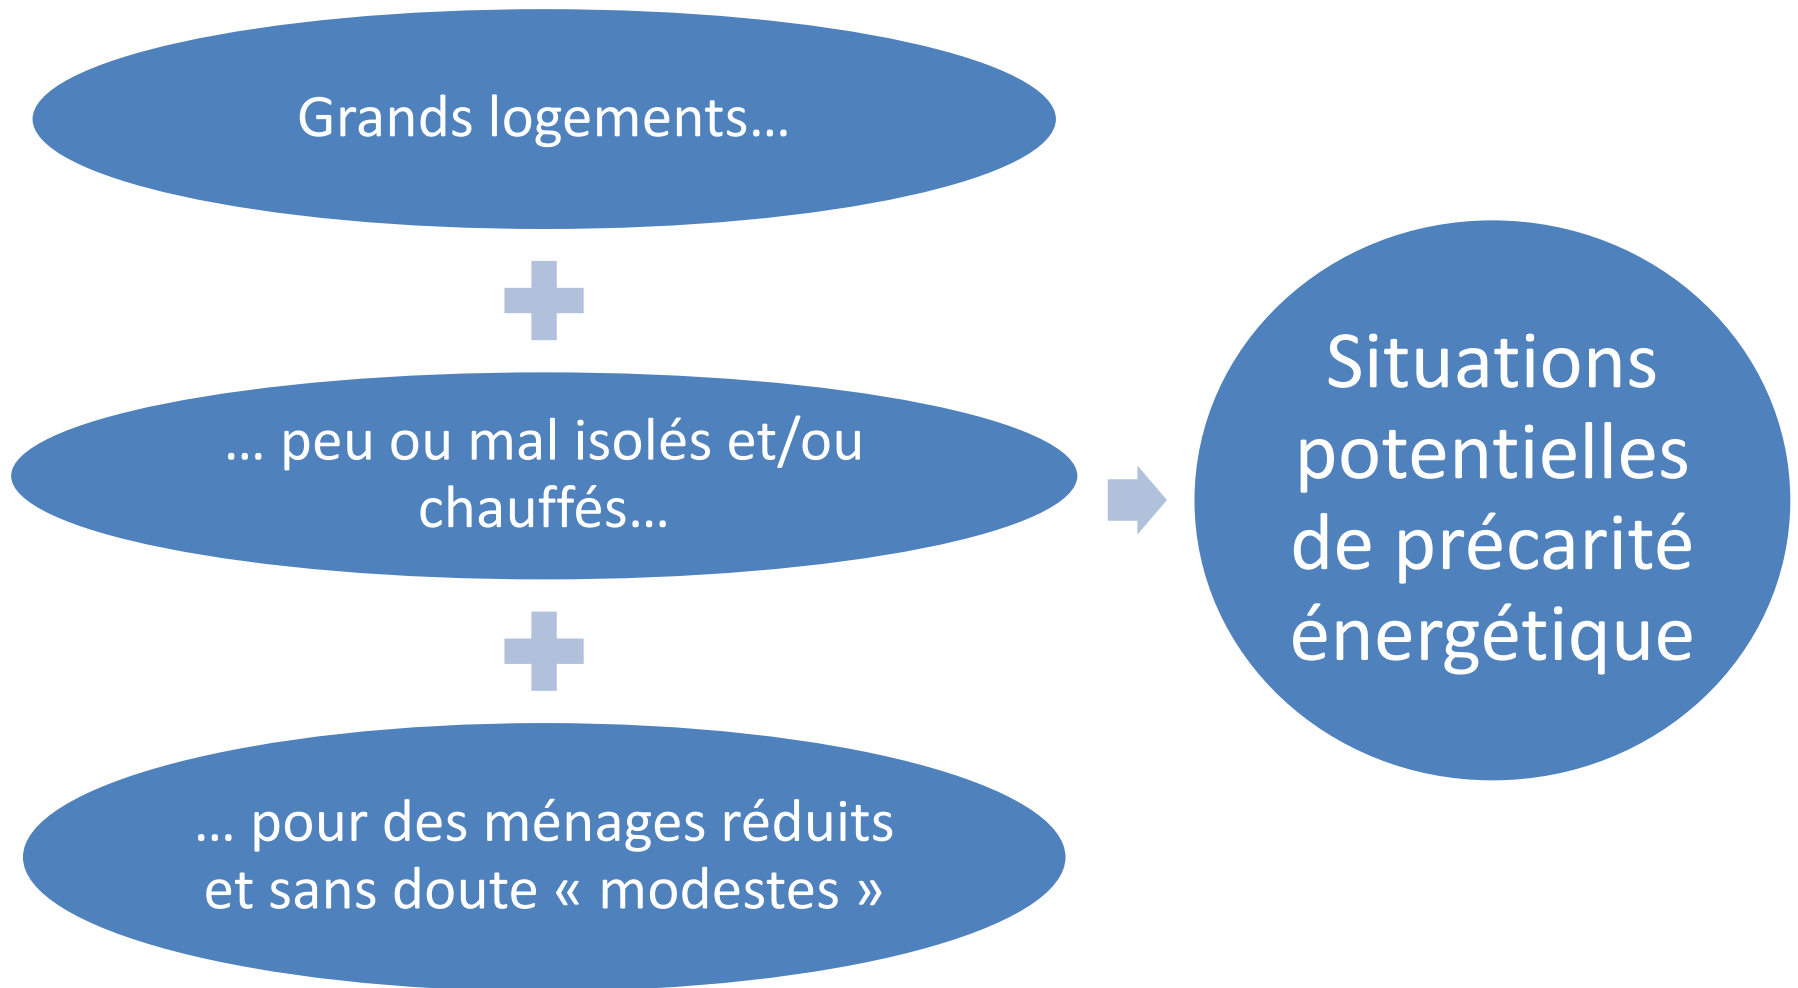 Grands logements…
… peu ou mal isolés et/ou
chauffés…
… pour des ménages réduits
et sans doute « modestes »
Situations
potentielles
de précarité
énergétique